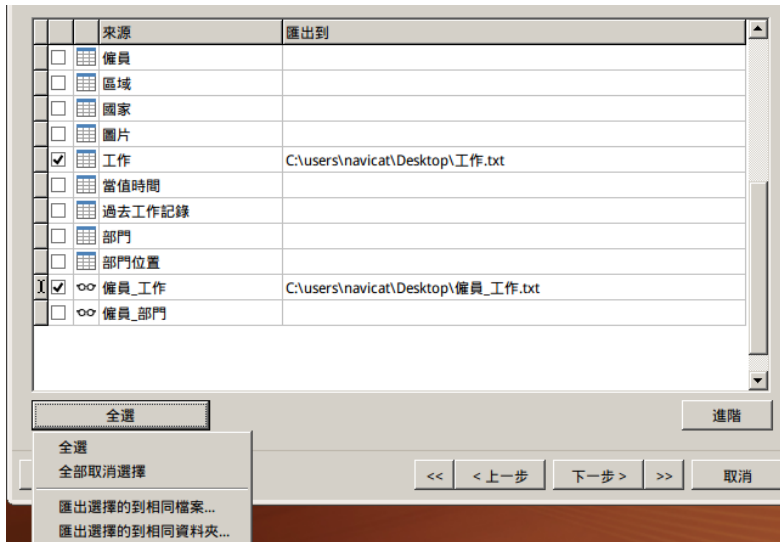 來源 匯出到
僱員
區域
國家
圖片
工作 C:\users\navicat\Desktop\工作.txt
當值時間
過去工作記錄
部門
部門位置
僱員_工作 C:\users\navicat\Desktop\僱員_工作.txt
僱員_部門
全選 進階
全選
全部取消選擇
<< < 上一步 下一步 > >> 取消
匯出選擇的到相同檔案...
匯出選擇的到相同資料夾...